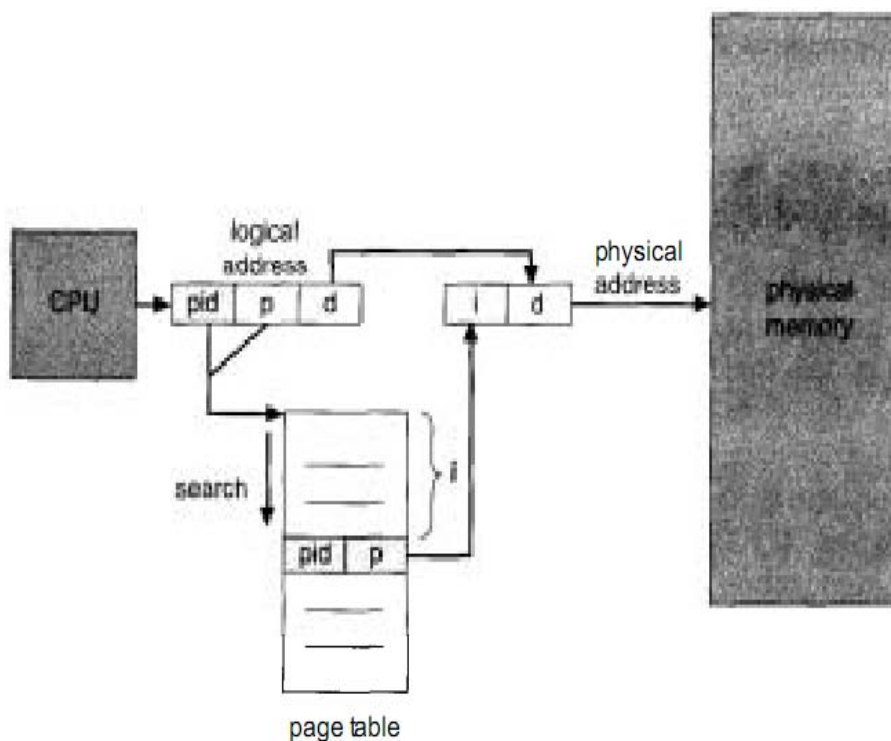 logical
address
physical
address
CPU
pid p d
i d
physical
memory
search
i
pid p
page table